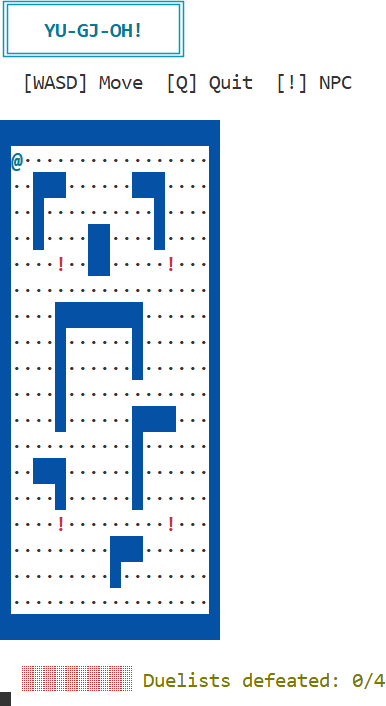 YU-GJ-OH!
[WASD] Move [Q] Quit [!] NPC
@
! !
! !
Duelists defeated: 0/4